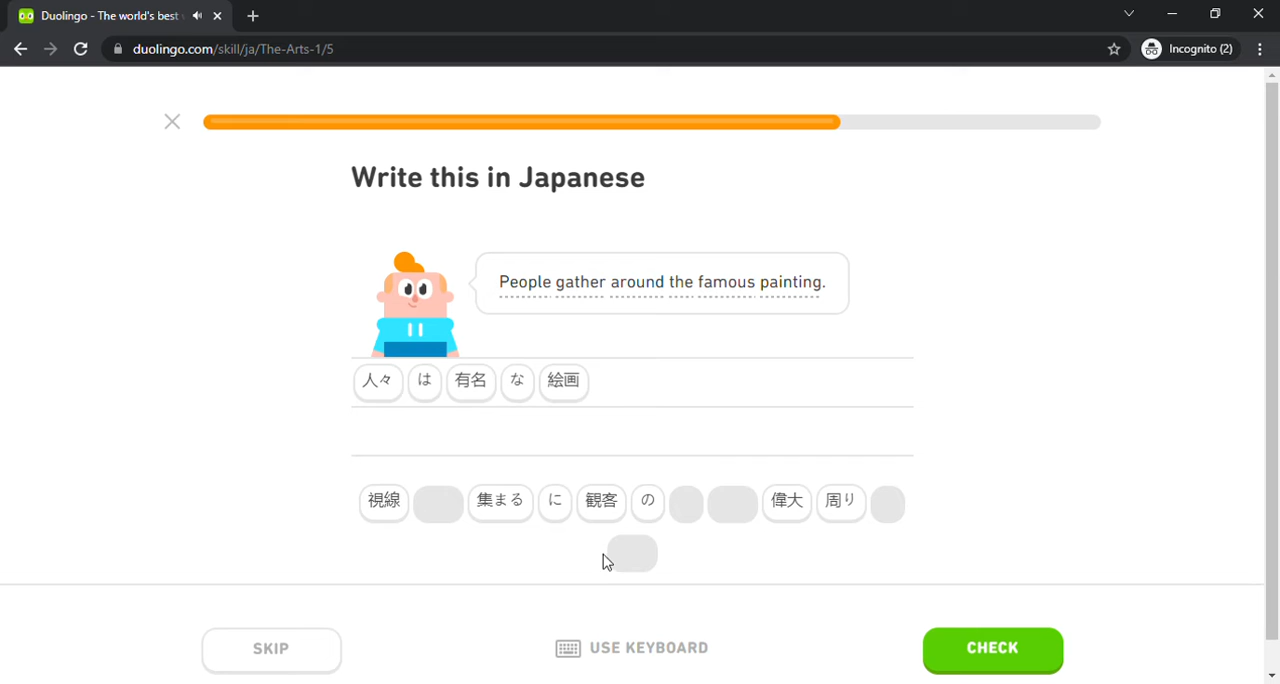 Duolingo - The world's best
duolingo.com/skill/ja/The-Arts-1/5
Incognito (2)
Write this in Japanese
People gather around the famous painting.
人々 は 有名 な 絵画
視線 集まる に 観客 の 偉大 周り
SKIP
USE KEYBOARD
CHECK